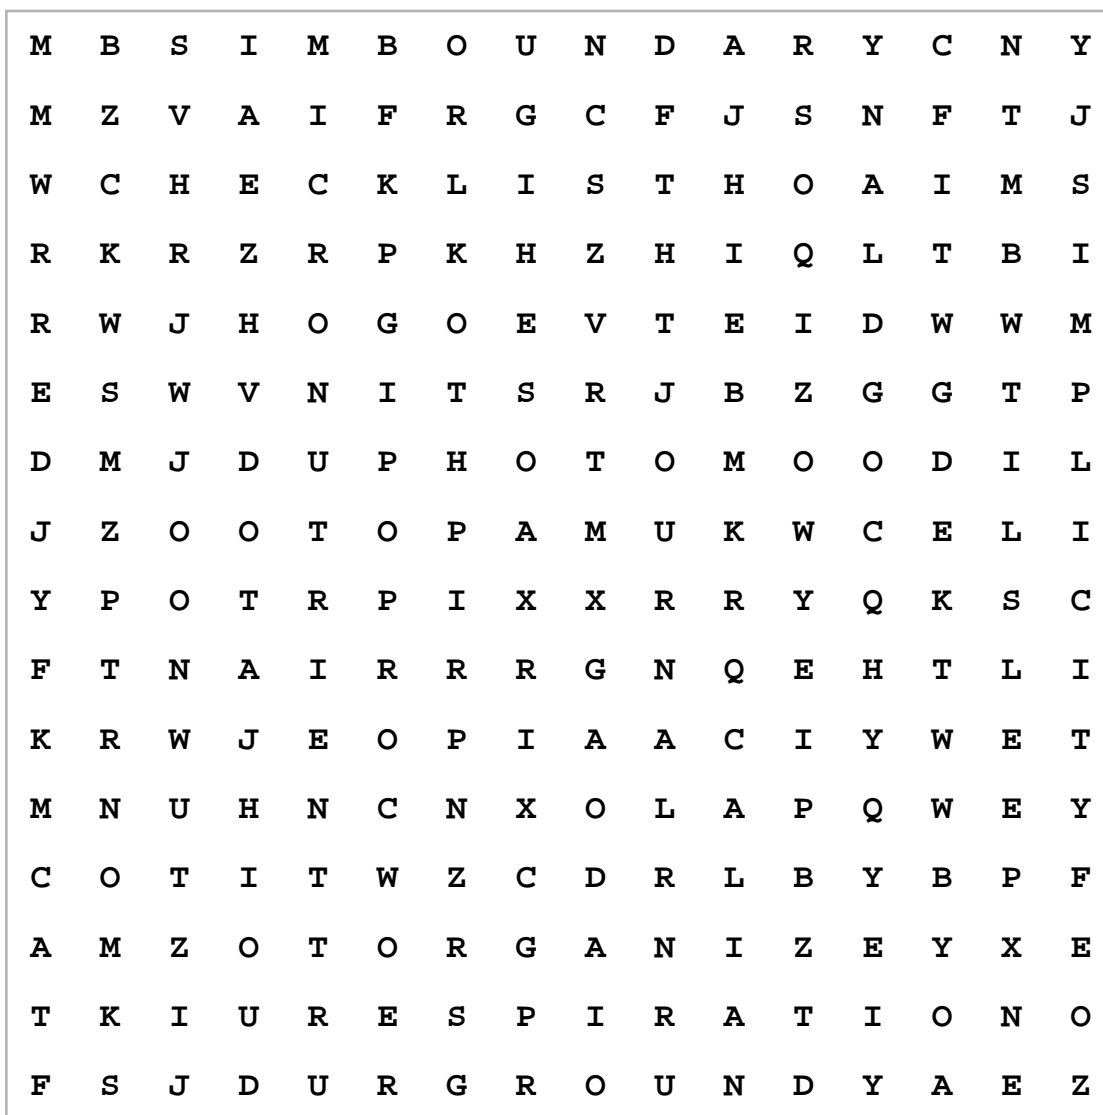 M B S I M B O U N D A R Y C N Y
M Z V A I F R G C F J S N F T J
W C H E C K L I S T H O A I M S
R K R Z R P K H Z H I Q L T B I
R W J H O G O E V T E I D W W M
E S W V N I T S R J B Z G G T P
D M J D U P H O T O M O O D I L
J Z O O T O P A M U K W C E L I
Y P O T R P I X X R R Y Q K S C
F T N A I R R R G N Q E H T L I
K R W J E O P I A A C I Y W E T
M N U H N C N X O L A P Q W E Y
C O T I T W Z C D R L B Y B P F
A M Z O T O R G A N I Z E Y X E
T K I U R E S P I R A T I O N O
F S J D U R G R O U N D Y A E Z